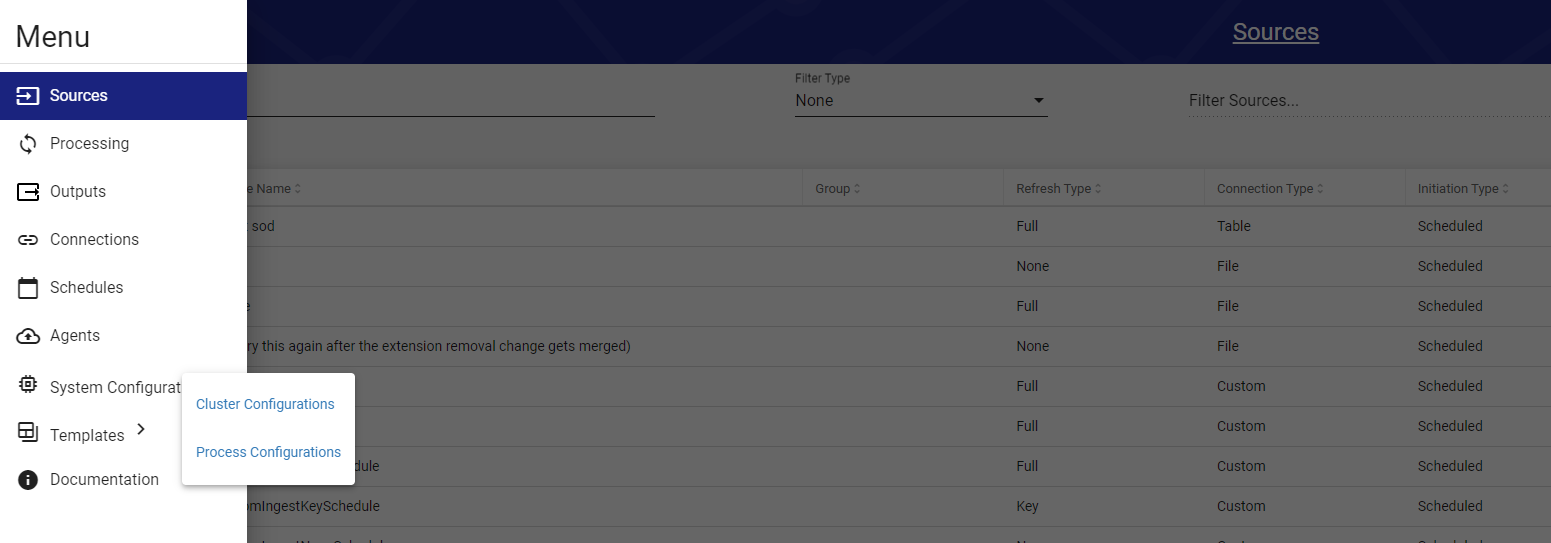 Menu
Sources
Sources
Processing
Outputs
Connections
Schedules
Agents
System Configurat
Templates
Documentation
Cluster Configurations
Process Configurations
Filter Type
None
Filter Sources...
e Name Group Refresh Type Connection Type Initiation Type
sod Full Table Scheduled
None File Scheduled
e Full File Scheduled
ry this again after the extension removal change gets merged) None File Scheduled
Full Custom Scheduled
Full Custom Scheduled
dule Full Custom Scheduled
omIngestKeySchedule Key Custom Scheduled